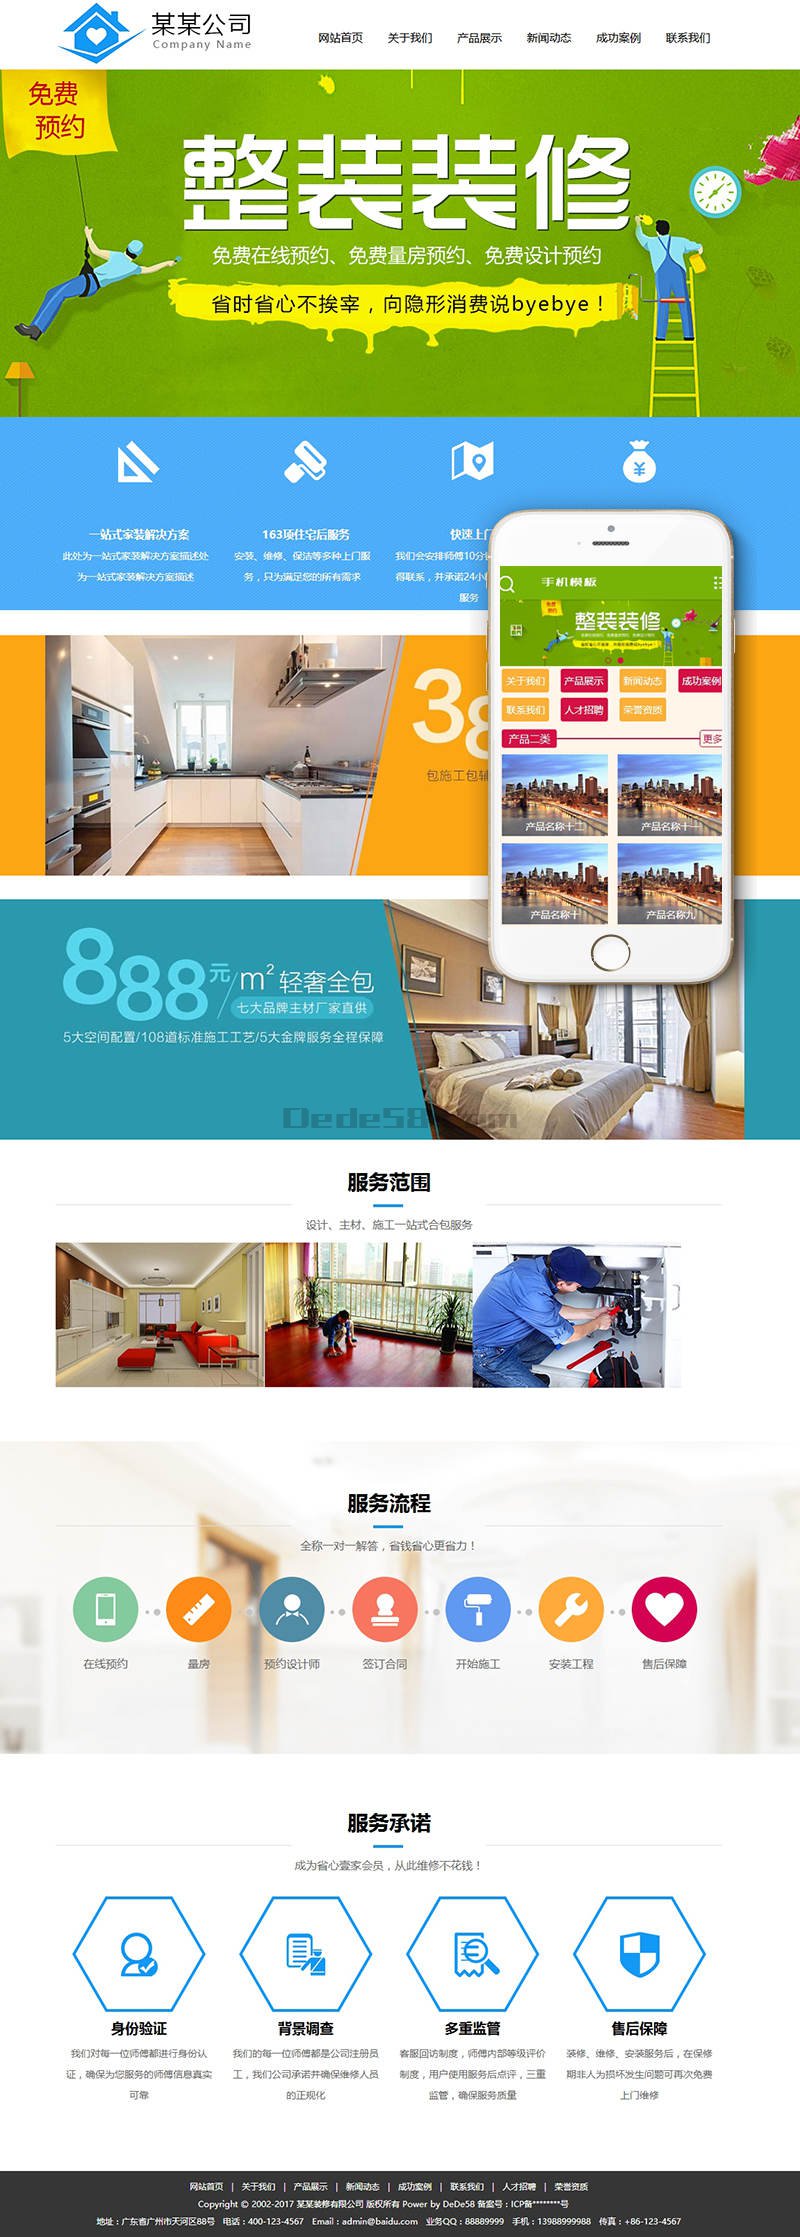 某某公司
Company Name
网站首页 关于我们 产品展示 新闻动态 成功案例 联系我们
免费
预约
整装装修
免费在线预约、免费量房预约、免费设计预约
省时省心不挨宰，向隐形消费说byebye！
一站式家装解决方案
此处为一站式家装解决方案描述处
为一站式家装解决方案描述
163项住宅后服务
安装、维修、保洁等多种上门服
务，只为满足您的所有需求
快速上门
我们会安排师傅10分
得联系，并承诺24小
服务
手机模板
整装装修
关于我们 产品展示 新闻动态 成功案例
联系我们 人才招聘 荣誉资质
产品二类 更多
产品名称十二 产品名称十一
产品名称十 产品名称九
38
包施工包辅
888元/m² 轻奢全包
七大品牌主材厂家直供
5大空间配置/108道标准施工工艺/5大金牌服务全程保障
Dede58.com
服务范围
设计、主材、施工一站式合包服务
服务流程
全称一对一解答，省钱省心更省力！
在线预约 量房 预约设计师 签订合同 开始施工 安装工程 售后保障
服务承诺
成为省心壹家会员，从此维修不花钱！
身份验证
我们对每一位师傅都进行身份认
证，确保为您服务的师傅信息真实
可靠
背景调查
我们的每一位师傅都是公司注册员
工，我们公司承若并确保维修人员
的正规化
多重监管
客服回访制度，师傅内部等级评价
制度，用户使用服务后点评，三重
监管，确保服务质量
售后保障
装修、维修、安装服务后，在保修
期非人为损坏发生问题可再次免费
上门维修
网站首页 | 关于我们 | 产品展示 | 新闻动态 | 成功案例 | 联系我们 | 人才招聘 | 荣誉资质
Copyright © 2002-2017 某某装修有限公司 版权所有 Power by DeDe58 备案号：ICP备********号
地址：广东省广州市天河区88号 电话：400-123-4567 Email：admin@baidu.com 业务QQ：88889999 手机：13988999988 传真：+86-123-4567